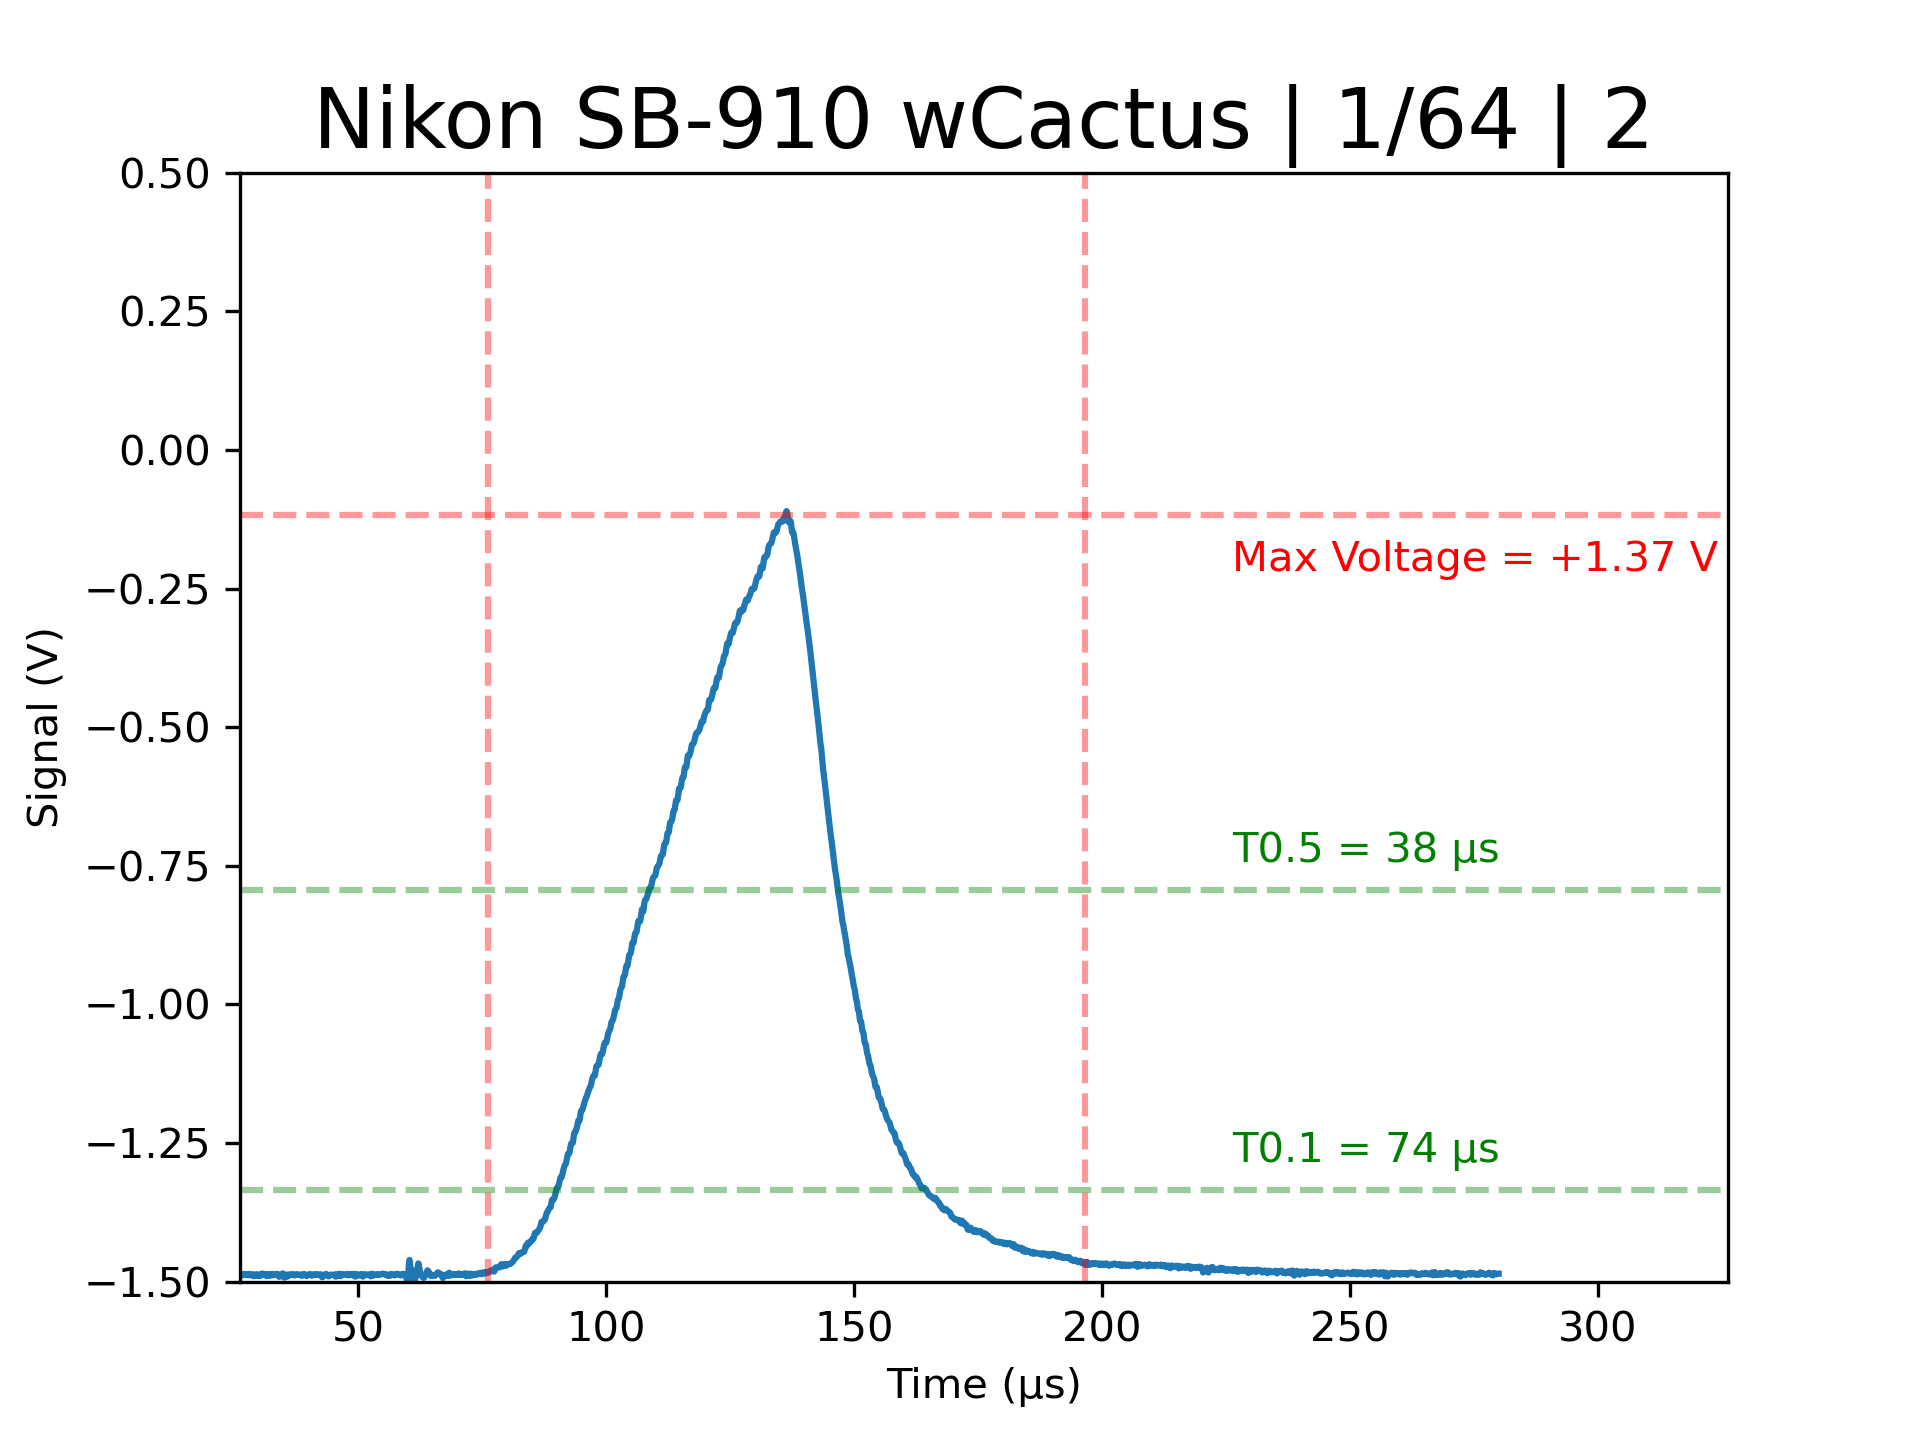 Nikon SB-910 wCactus | 1/64 | 2
0.50
0.25
0.00
−0.25
−0.50
−0.75
−1.00
−1.25
−1.50
Signal (V)
Max Voltage = +1.37 V
T0.5 = 38 µs
T0.1 = 74 µs
50 100 150 200 250 300
Time (µs)